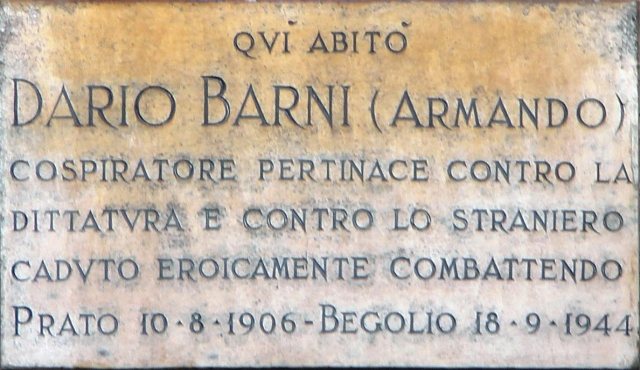 QVI ABITÒ
DARIO BARNI (ARMANDO)
COSPIRATORE PERTINACE CONTRO LA
DITTATVRA E CONTRO LO STRANIERO
CADVTO EROICAMENTE COMBATTENDO
PRATO 10·8·1906-BEGOLIO 18·9·1944